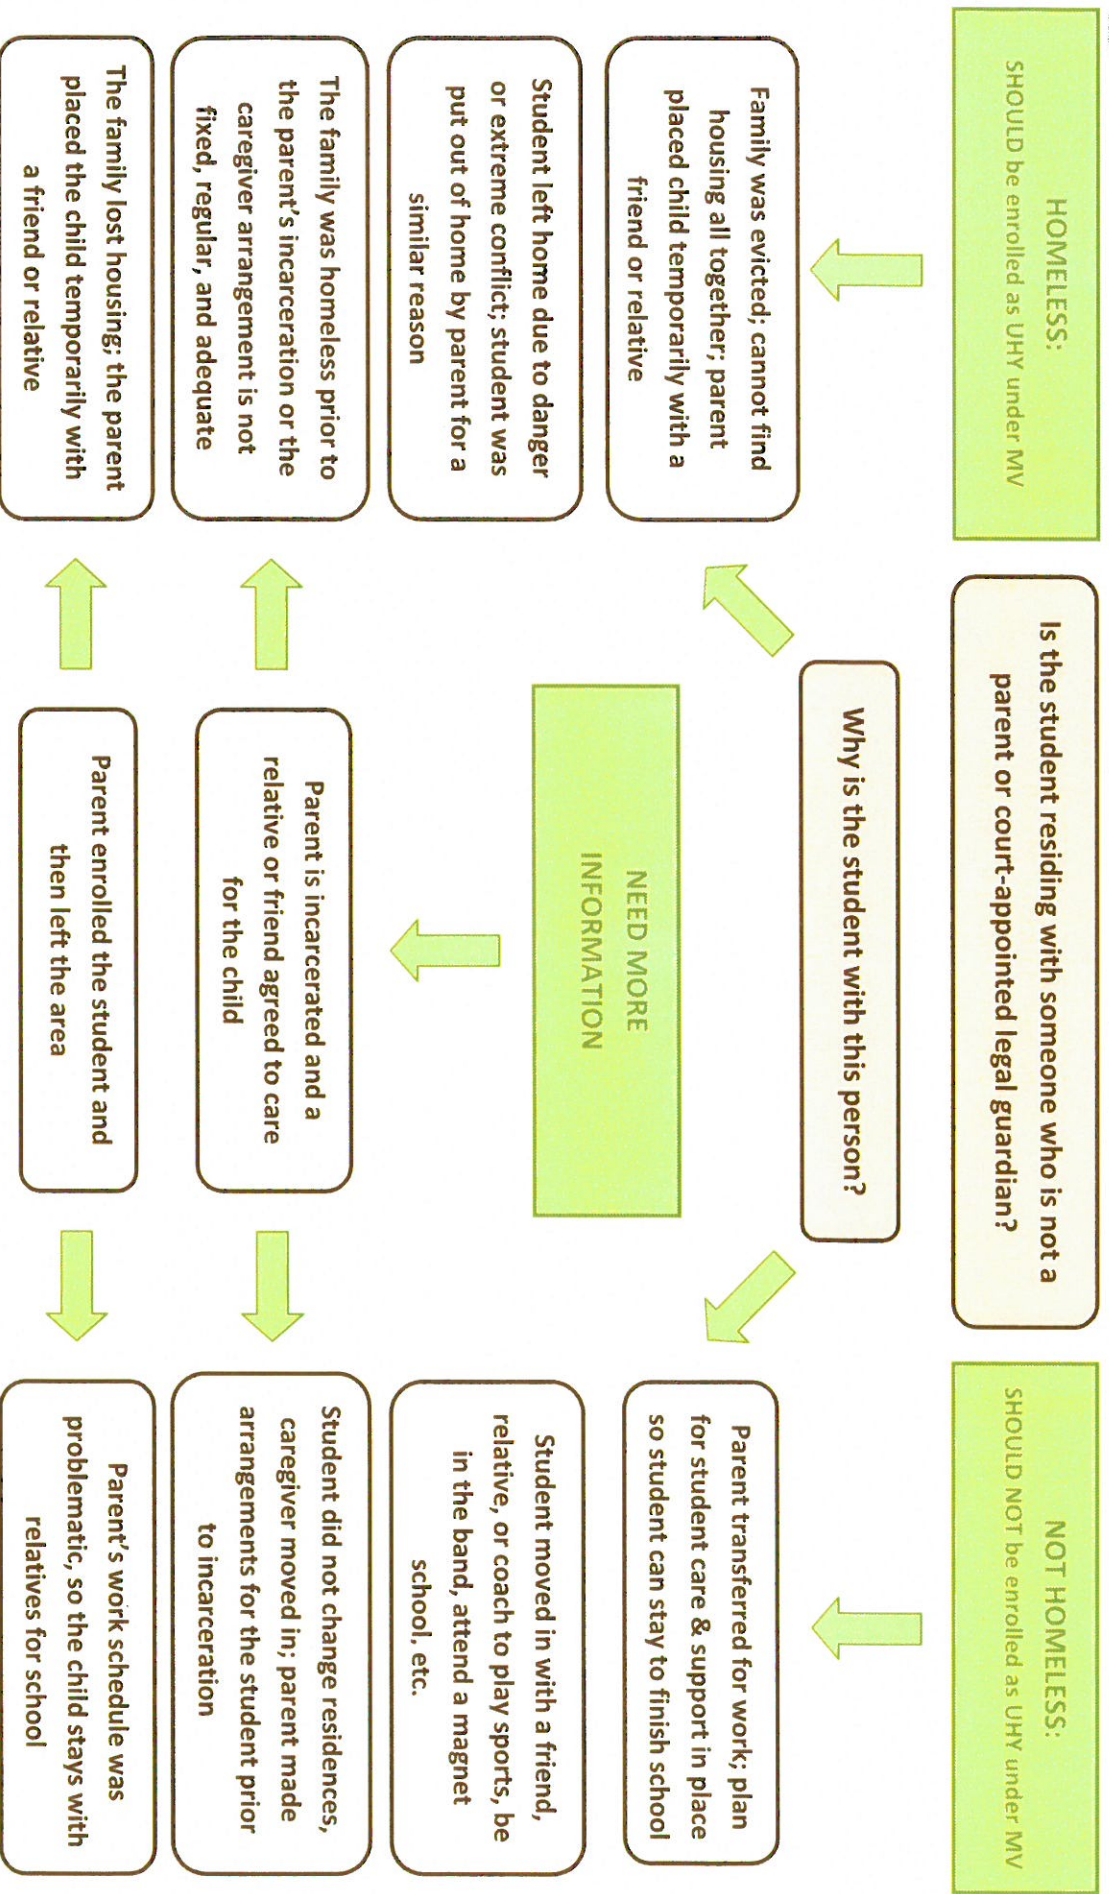 HOMELESS:
SHOULD be enrolled as UHY under MV
Is the student residing with someone who is not a
parent or court-appointed legal guardian?
NOT HOMELESS:
SHOULD NOT be enrolled as UHY under MV
Why is the student with this person?
Family was evicted; cannot find
housing all together; parent
placed child temporarily with a
friend or relative
Parent transferred for work; plan
for student care & support in place
so student can stay to finish school
NEED MORE
INFORMATION
Student left home due to danger
or extreme conflict; student was
put out of home by parent for a
similar reason
Student moved in with a friend,
relative, or coach to play sports, be
in the band, attend a magnet
school, etc.
The family was homeless prior to
the parent's incarceration or the
caregiver arrangement is not
fixed, regular, and adequate
Parent is incarcerated and a
relative or friend agreed to care
for the child
Student did not change residences,
caregiver moved in; parent made
arrangements for the student prior
to incarceration
The family lost housing; the parent
placed the child temporarily with
a friend or relative
Parent enrolled the student and
then left the area
Parent's work schedule was
problematic, so the child stays with
relatives for school